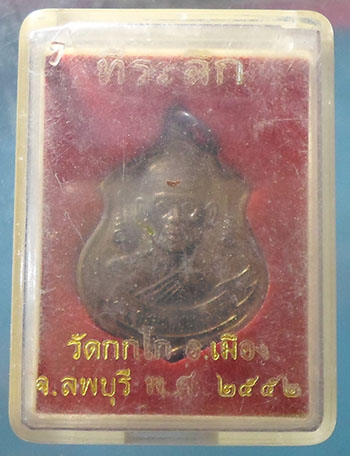 ที่ระลึก
วัดกกโก อ.เมือง
จ.ลพบุรี พ.ศ. ๒๕๕๒